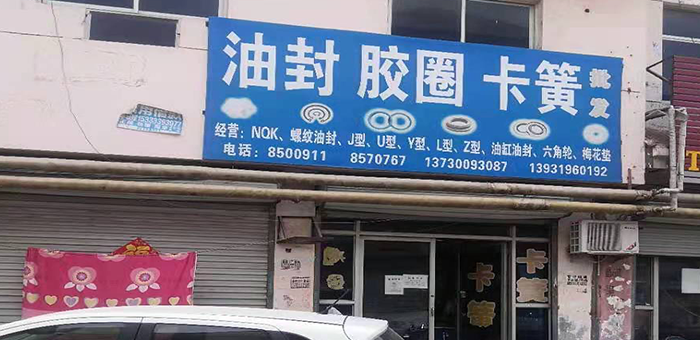 油封 胶圈 卡簧
批发
经营：NQK、螺纹油封、J型、U型、Y型、L型、Z型、油缸油封、六角轮、梅花垫
电话：8500911 8570767 13730093087 13931960192
卡簧
卡簧